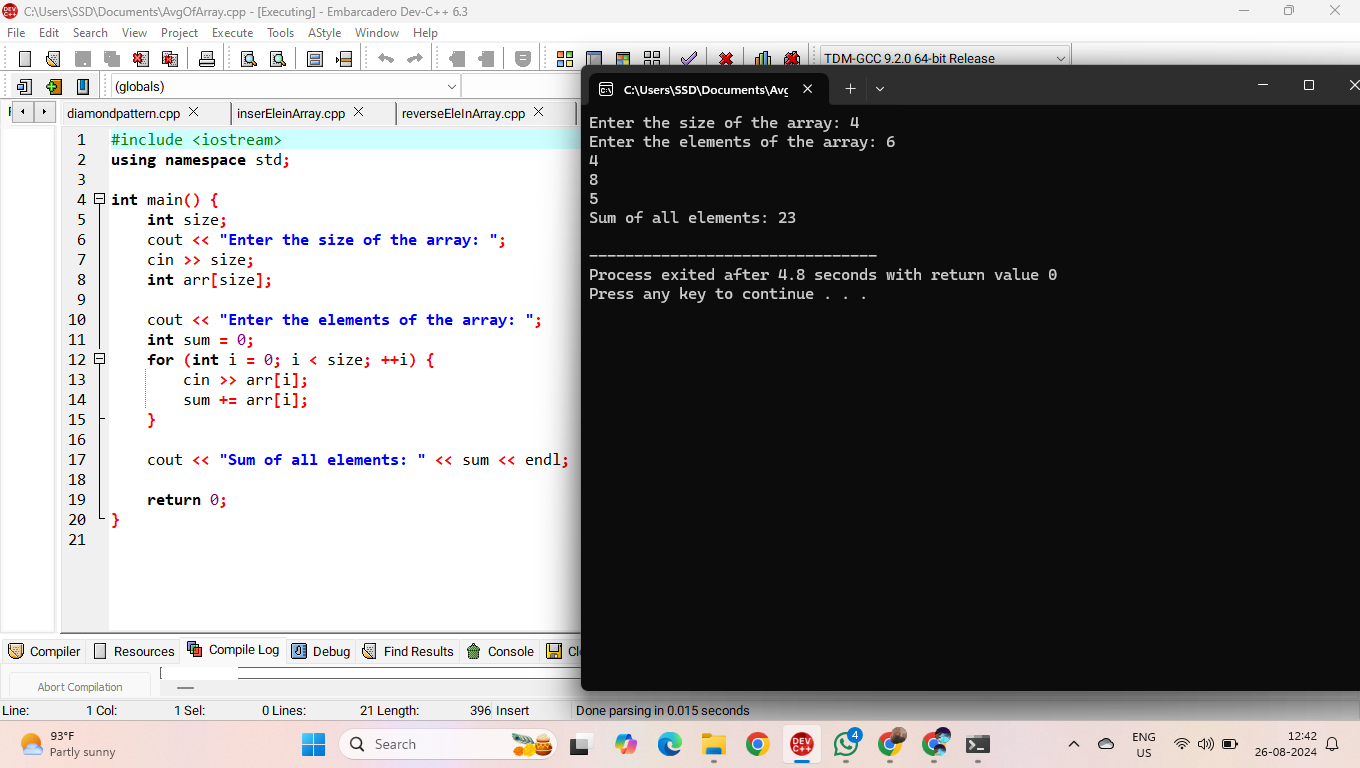 C:\Users\SSD\Documents\AvgOfArray.cpp - [Executing] - Embarcadero Dev-C++ 6.3
File Edit Search View Project Execute Tools AStyle Window Help
TDM-GCC 9.2.0 64-bit Release
(globals)
diamondpattern.cpp inserEleinArray.cpp reverseEleInArray.cpp
1 #include <iostream>
2 using namespace std;
3
4 int main() {
5 int size;
6 cout << "Enter the size of the array: ";
7 cin >> size;
8 int arr[size];
9
10 cout << "Enter the elements of the array: ";
11 int sum = 0;
12 for (int i = 0; i < size; ++i) {
13 cin >> arr[i];
14 sum += arr[i];
15 }
16
17 cout << "Sum of all elements: " << sum << endl;
18
19 return 0;
20 }
21
C:\Users\SSD\Documents\Avg
Enter the size of the array: 4
Enter the elements of the array: 6
4
8
5
Sum of all elements: 23
--------------------------------
Process exited after 4.8 seconds with return value 0
Press any key to continue . . .
Compiler Resources Compile Log Debug Find Results Console
Abort Compilation
Line: 1 Col: 1 Sel: 0 Lines: 21 Length: 396 Insert Done parsing in 0.015 seconds
93°F
Partly sunny
Search
DEV C++
4
ENG
US
12:42
26-08-2024